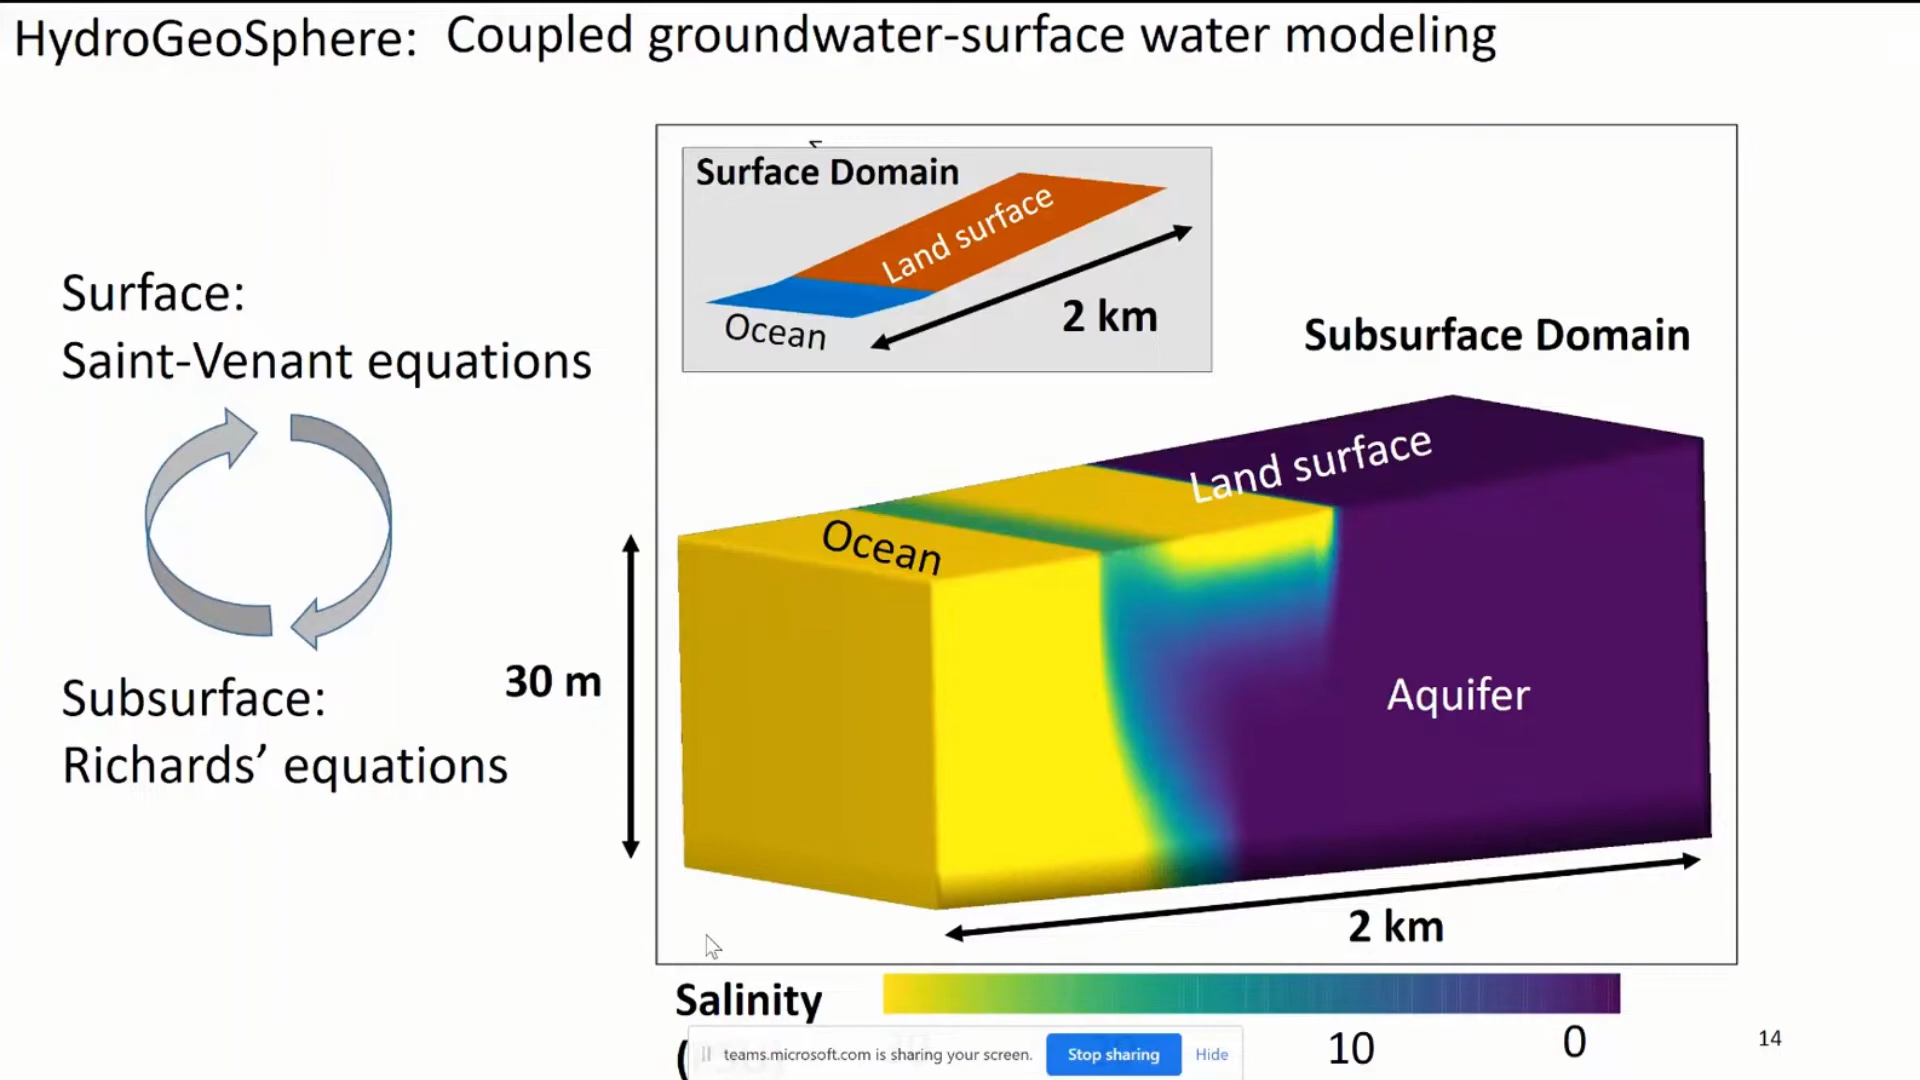 HydroGeoSphere: Coupled groundwater-surface water modeling
Surface Domain
Land surface
Ocean
2 km
Surface:
Saint-Venant equations
Subsurface Domain
Land surface
Ocean
30 m
Aquifer
Subsurface:
Richards’ equations
2 km
Salinity
10
0
14
teams.microsoft.com is sharing your screen.
Stop sharing
Hide